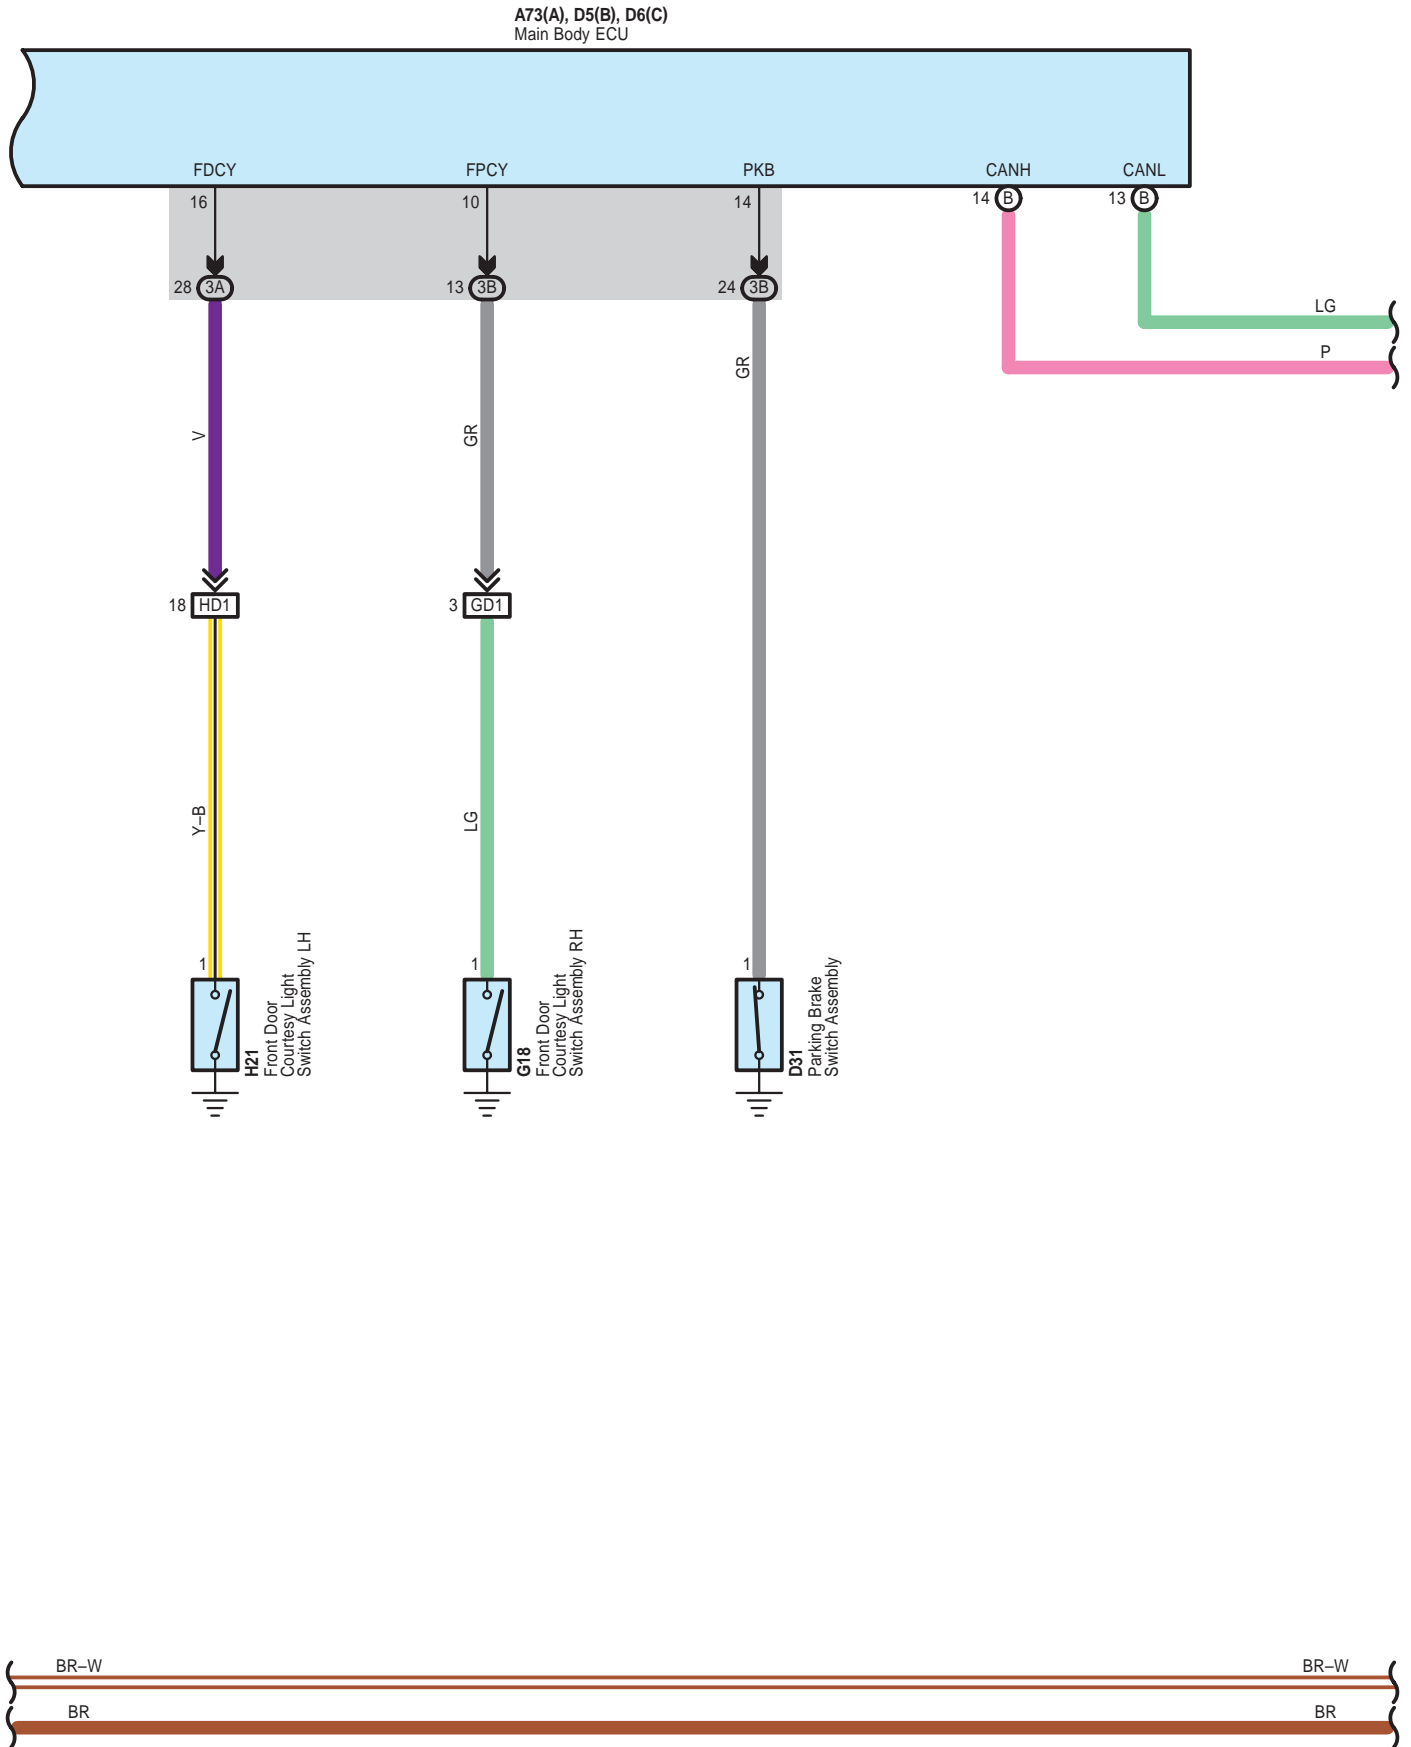 A73(A), D5(B), D6(C)
Main Body ECU
FDCY
FPCY
PKB
CANH
CANL
16
10
14
14 B
13 B
28 3A
13 3B
24 3B
LG
P
V
GR
GR
18 HD1
3 GD1
Y–B
LG
1
1
1
H21
Front Door
Courtesy Light
Switch Assembly LH
G18
Front Door
Courtesy Light
Switch Assembly RH
D31
Parking Brake
Switch Assembly
BR–W
BR–W
BR
BR